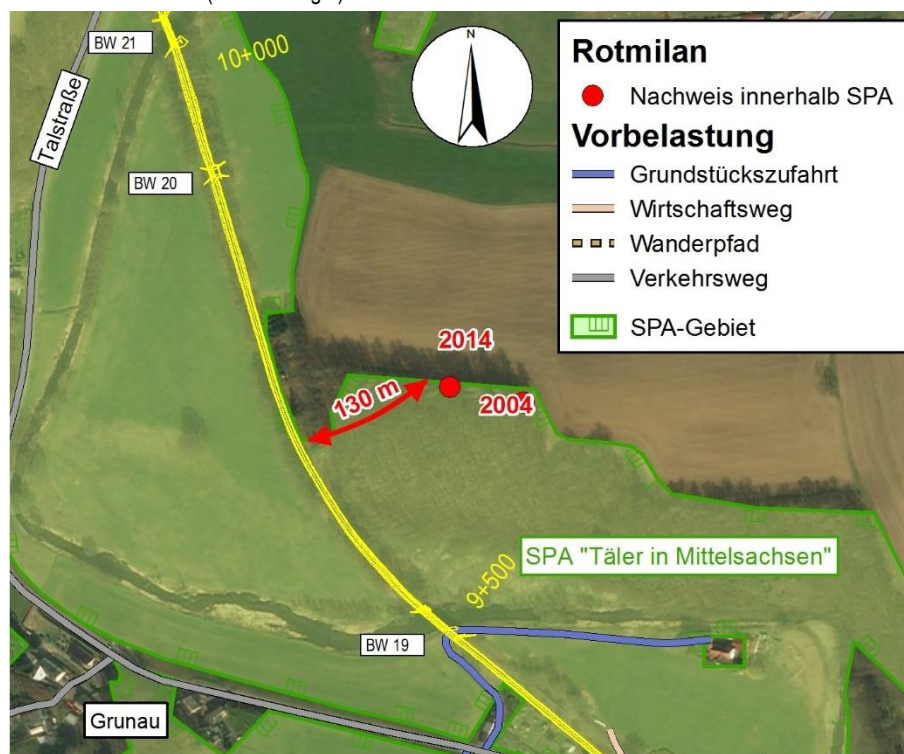 BW 21
10+000
Talstraße
BW 20
N
Rotmilan
Nachweis innerhalb SPA
Vorbelastung
Grundstückszufahrt
Wirtschaftsweg
Wanderpfad
Verkehrsweg
SPA-Gebiet
2014
130 m
2004
SPA "Täler in Mittelsachsen"
9+500
BW 19
Grunau